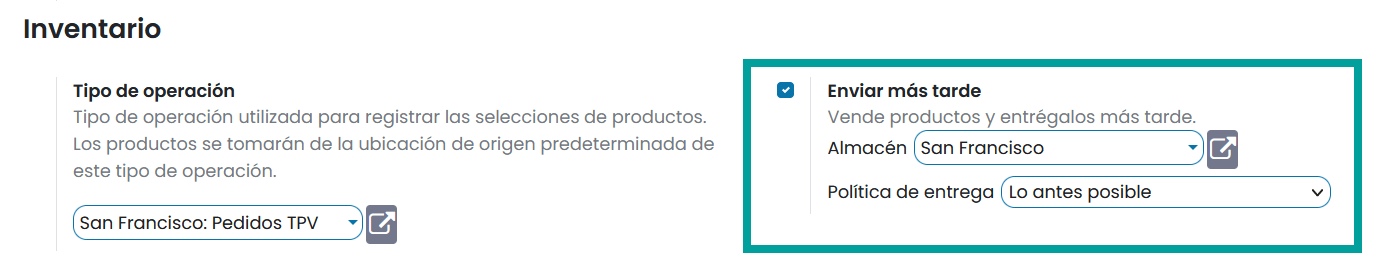 Inventario
Tipo de operación
Tipo de operación utilizada para registrar las selecciones de productos.
Los productos se tomarán de la ubicación de origen predeterminada de
este tipo de operación.
San Francisco: Pedidos TPV
Enviar más tarde
Vende productos y entrégalos más tarde.
Almacén San Francisco
Política de entrega Lo antes posible